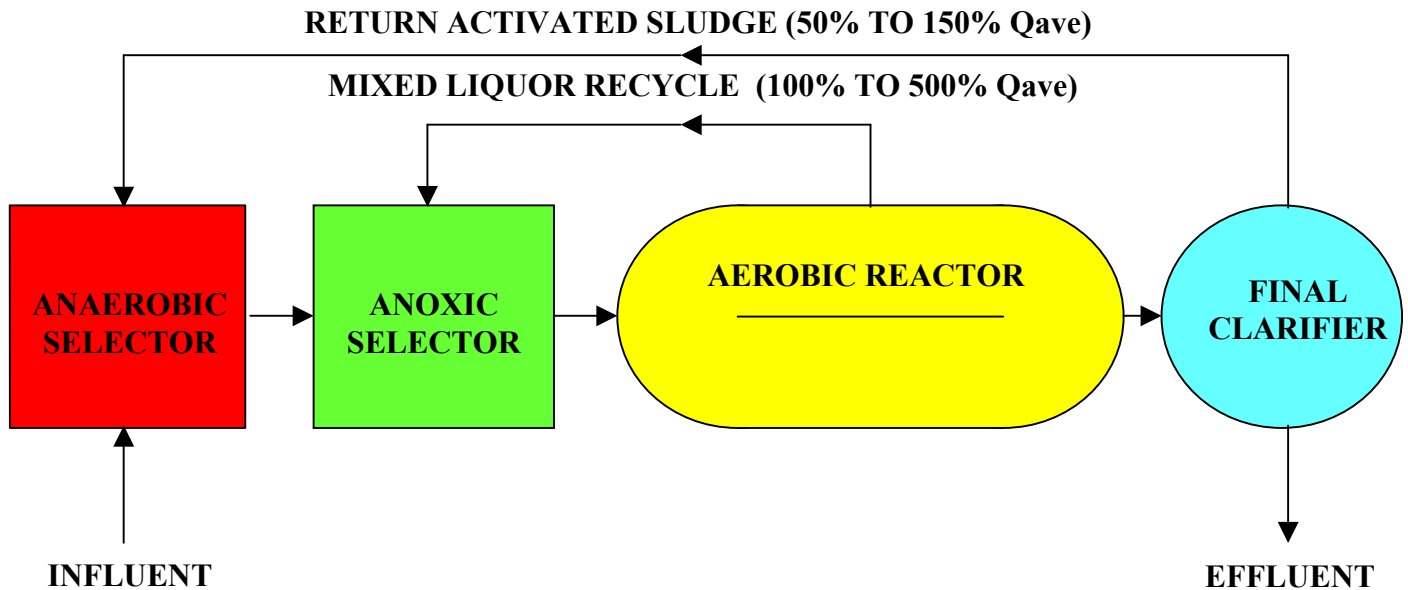 RETURN ACTIVATED SLUDGE (50% TO 150% Qave)
MIXED LIQUOR RECYCLE (100% TO 500% Qave)
ANAEROBIC
SELECTOR
ANOXIC
SELECTOR
AEROBIC REACTOR
FINAL
CLARIFIER
INFLUENT
EFFLUENT